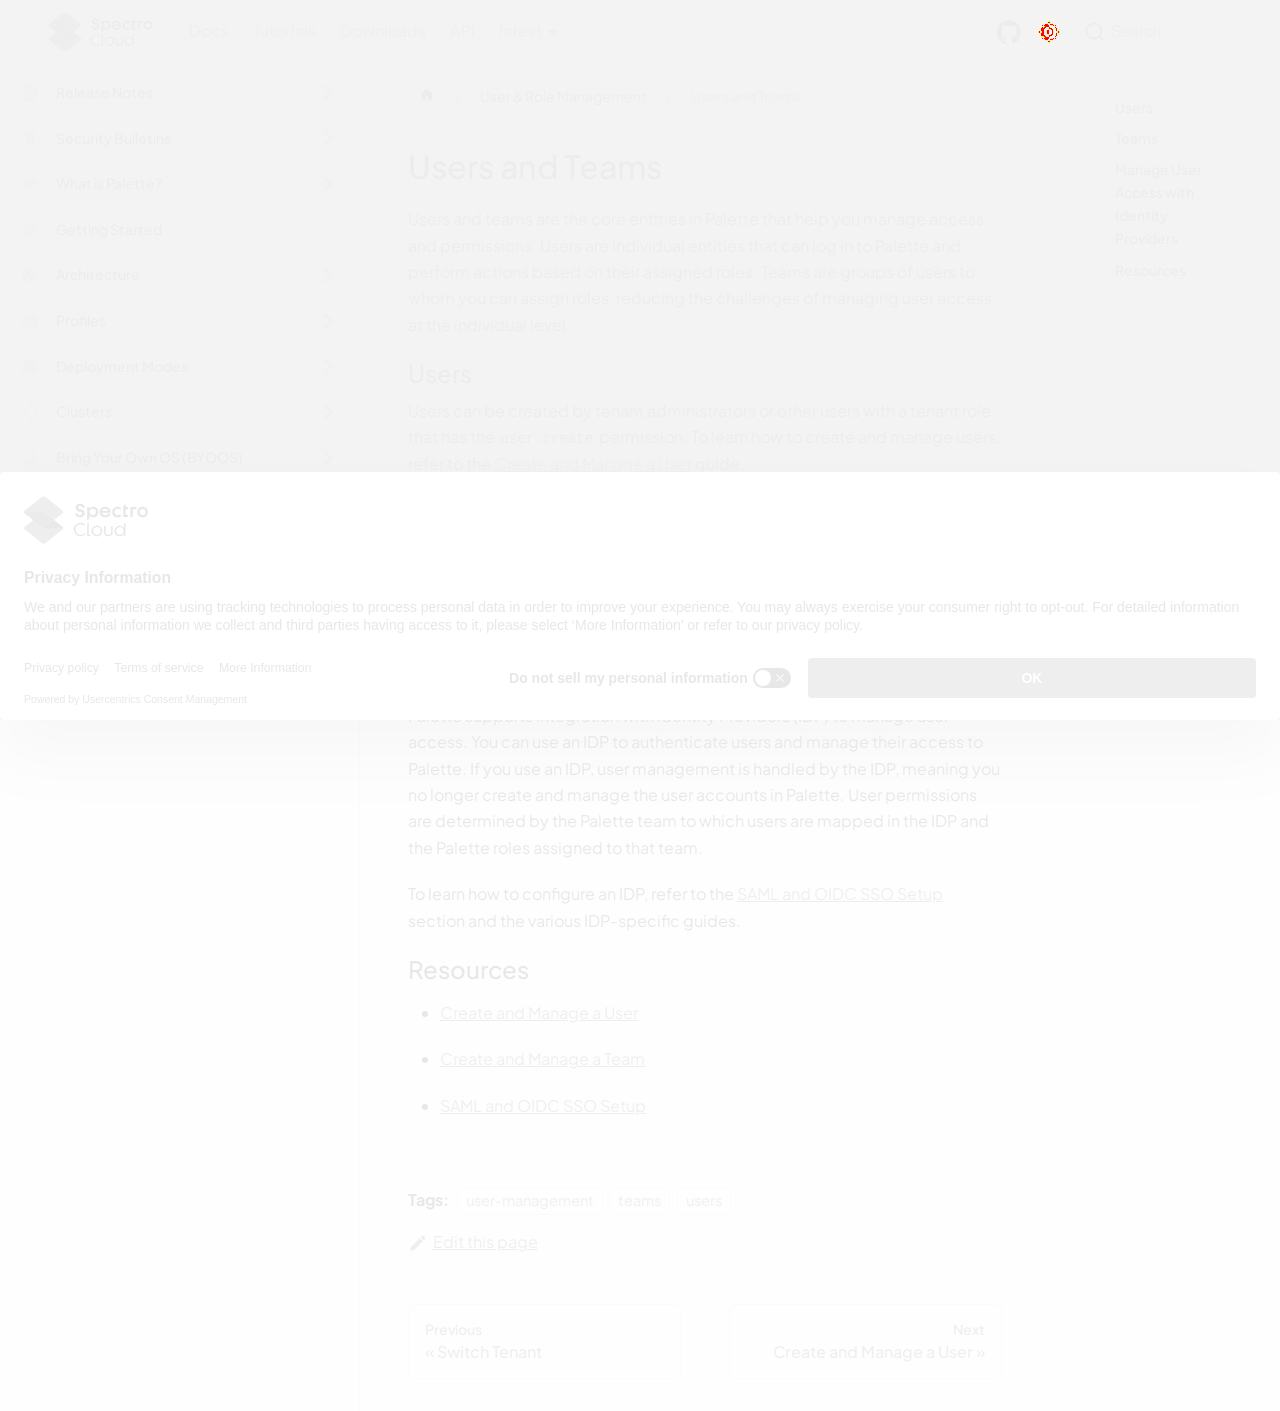 Spectro
Cloud
Docs
Tutorials
Downloads
API
latest
Search
Release Notes
Security Bulletins
What is Palette?
Getting Started
Architecture
Profiles
Deployment Modes
Clusters
Bring Your Own OS (BYOOS)
User & Role Management
Users and Teams
Users and Teams
Users and teams are the core entities in Palette that help you manage access
and permissions. Users are individual entities that can log in to Palette and
perform actions based on their assigned roles. Teams are groups of users to
whom you can assign roles, reducing the challenges of managing user access
at the individual level.
Users
Users can be created by tenant administrators or other users with a tenant role
that has the user.create permission. To learn how to create and manage users,
refer to the Create and Manage a User guide.
Users
Teams
Manage User
Access with
Identity
Providers
Resources
Spectro
Cloud
Privacy Information
We and our partners are using tracking technologies to process personal data in order to improve your experience. You may always exercise your consumer right to opt-out. For detailed information
about personal information we collect and third parties having access to it, please select 'More Information' or refer to our privacy policy.
Privacy policy
Terms of service
More Information
Do not sell my personal information
OK
Powered by Usercentrics Consent Management
Palette supports integration with Identity Providers (IDP) to manage user
access. You can use an IDP to authenticate users and manage their access to
Palette. If you use an IDP, user management is handled by the IDP, meaning you
no longer create and manage the user accounts in Palette. User permissions
are determined by the Palette team to which users are mapped in the IDP and
the Palette roles assigned to that team.
To learn how to configure an IDP, refer to the SAML and OIDC SSO Setup
section and the various IDP-specific guides.
Resources
Create and Manage a User
Create and Manage a Team
SAML and OIDC SSO Setup
Tags: user-management teams users
Edit this page
Previous
« Switch Tenant
Next
Create and Manage a User »